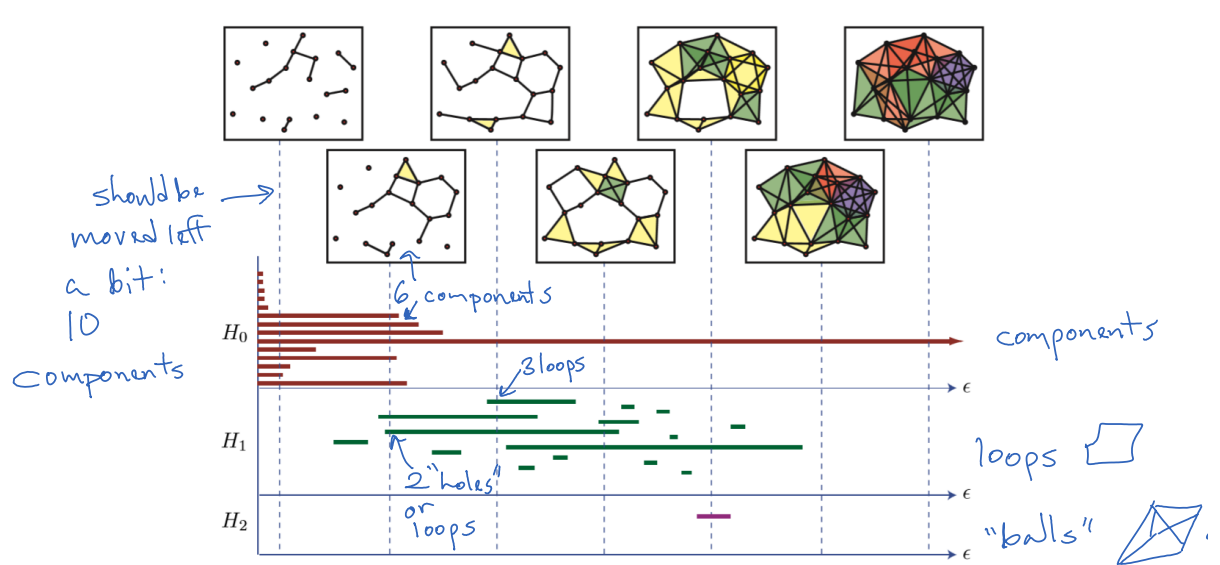 should be
moved left
a bit:
10
components
6 components
H₀
components
ϵ
3 loops
H₁
2 "holes"
or
loops
loops
ϵ
H₂
"balls"
ϵ